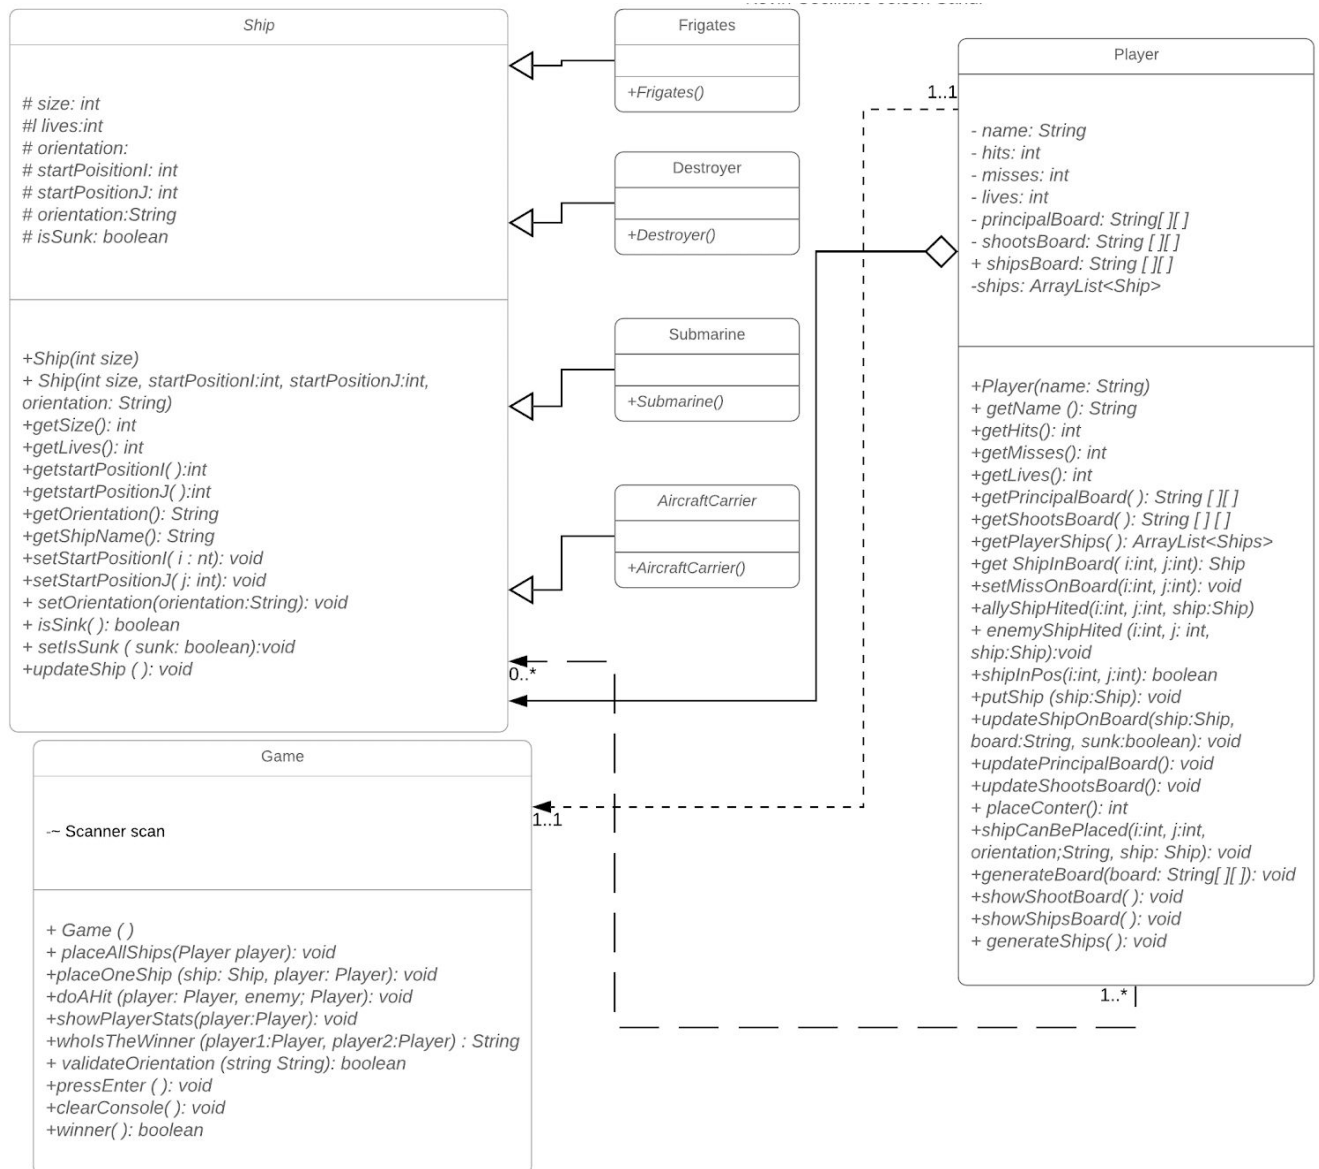 Ship
# size: int
#l lives:int
# orientation:
# startPoisitionI: int
# startPositionJ: int
# orientation:String
# isSunk: boolean
+Ship(int size)
+ Ship(int size, startPositionI:int, startPositionJ:int,
orientation: String)
+getSize(): int
+getLives(): int
+getstartPositionI( ):int
+getstartPositionJ( ):int
+getOrientation(): String
+getShipName(): String
+setStartPositionI( i : nt): void
+setStartPositionJ( j: int): void
+ setOrientation(orientation:String): void
+ isSink( ): boolean
+ setIsSunk ( sunk: boolean):void
+updateShip ( ): void
Frigates
+Frigates()
Destroyer
+Destroyer()
Submarine
+Submarine()
AircraftCarrier
+AircraftCarrier()
1..1
0..*
1..1
1..*
Player
- name: String
- hits: int
- misses: int
- lives: int
- principalBoard: String[ ][ ]
- shootsBoard: String [ ][ ]
+ shipsBoard: String [ ][ ]
-ships: ArrayList<Ship>
+Player(name: String)
+ getName (): String
+getHits(): int
+getMisses(): int
+getLives(): int
+getPrincipalBoard( ): String [ ][ ]
+getShootsBoard( ): String [ ] [ ]
+getPlayerShips( ): ArrayList<Ships>
+get ShipInBoard( i:int, j:int): Ship
+setMissOnBoard(i:int, j:int): void
+allyShipHited(i:int, j:int, ship:Ship)
+ enemyShipHited (i:int, j: int,
ship:Ship):void
+shipInPos(i:int, j:int): boolean
+putShip (ship:Ship): void
+updateShipOnBoard(ship:Ship,
board:String, sunk:boolean): void
+updatePrincipalBoard(): void
+updateShootsBoard(): void
+ placeConter(): int
+shipCanBePlaced(i:int, j:int,
orientation;String, ship: Ship): void
+generateBoard(board: String[ ][ ]): void
+showShootBoard( ): void
+showShipsBoard( ): void
+ generateShips( ): void
Game
-~ Scanner scan
+ Game ( )
+ placeAllShips(Player player): void
+placeOneShip (ship: Ship, player: Player): void
+doAHit (player: Player, enemy; Player): void
+showPlayerStats(player:Player): void
+whoIsTheWinner (player1:Player, player2:Player) : String
+ validateOrientation (string String): boolean
+pressEnter ( ): void
+clearConsole( ): void
+winner( ): boolean